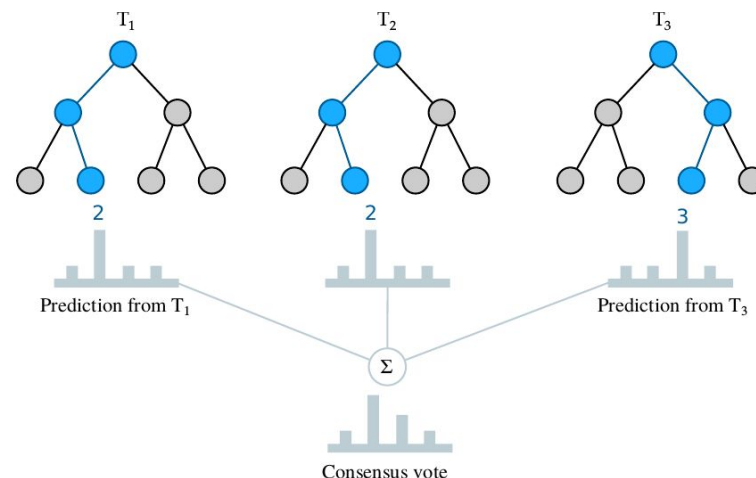 T1
T2
T3
2
2
3
Prediction from T1
Prediction from T3
Σ
Consensus vote